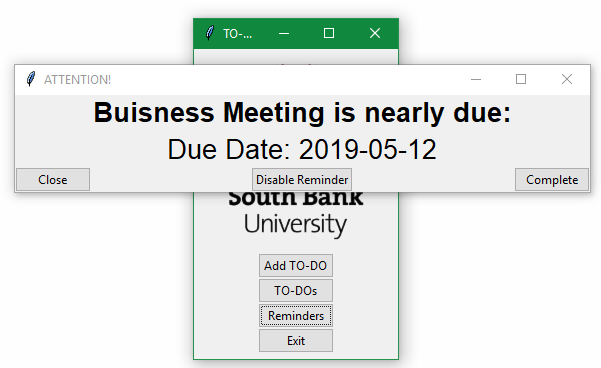 TO-...
ATTENTION!
Buisness Meeting is nearly due:
Due Date: 2019-05-12
Close
Disable Reminder
Complete
South Bank
University
Add TO-DO
TO-DOs
Reminders
Exit